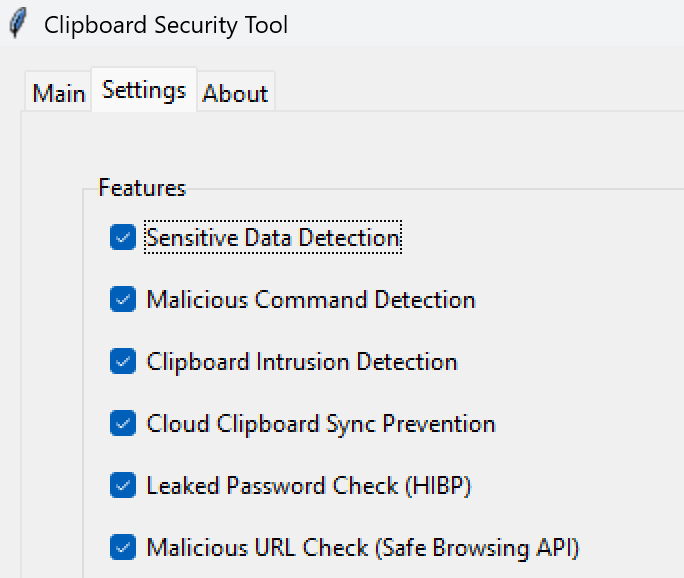 Clipboard Security Tool
Main Settings About
Features
Sensitive Data Detection
Malicious Command Detection
Clipboard Intrusion Detection
Cloud Clipboard Sync Prevention
Leaked Password Check (HIBP)
Malicious URL Check (Safe Browsing API)